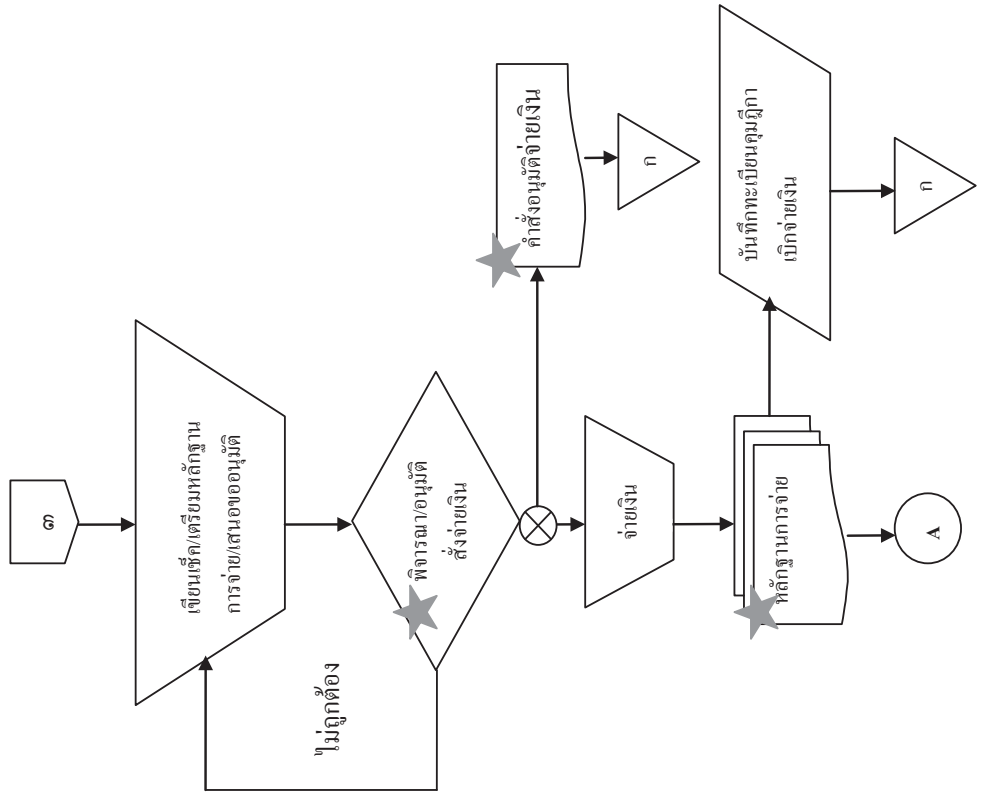 ๓
เขียนเช็ค/เตรียมหลักฐาน
การจ่าย/เสนอขออนุมัติ
ไม่ถูกต้อง
พิจารณา/อนุมัติ
สั่งจ่ายเงิน
คำสั่งอนุมัติจ่ายเงิน
ก
จ่ายเงิน
หลักฐานการจ่าย
บันทึกทะเบียนคุมฎีกา
เบิกจ่ายเงิน
ก
A